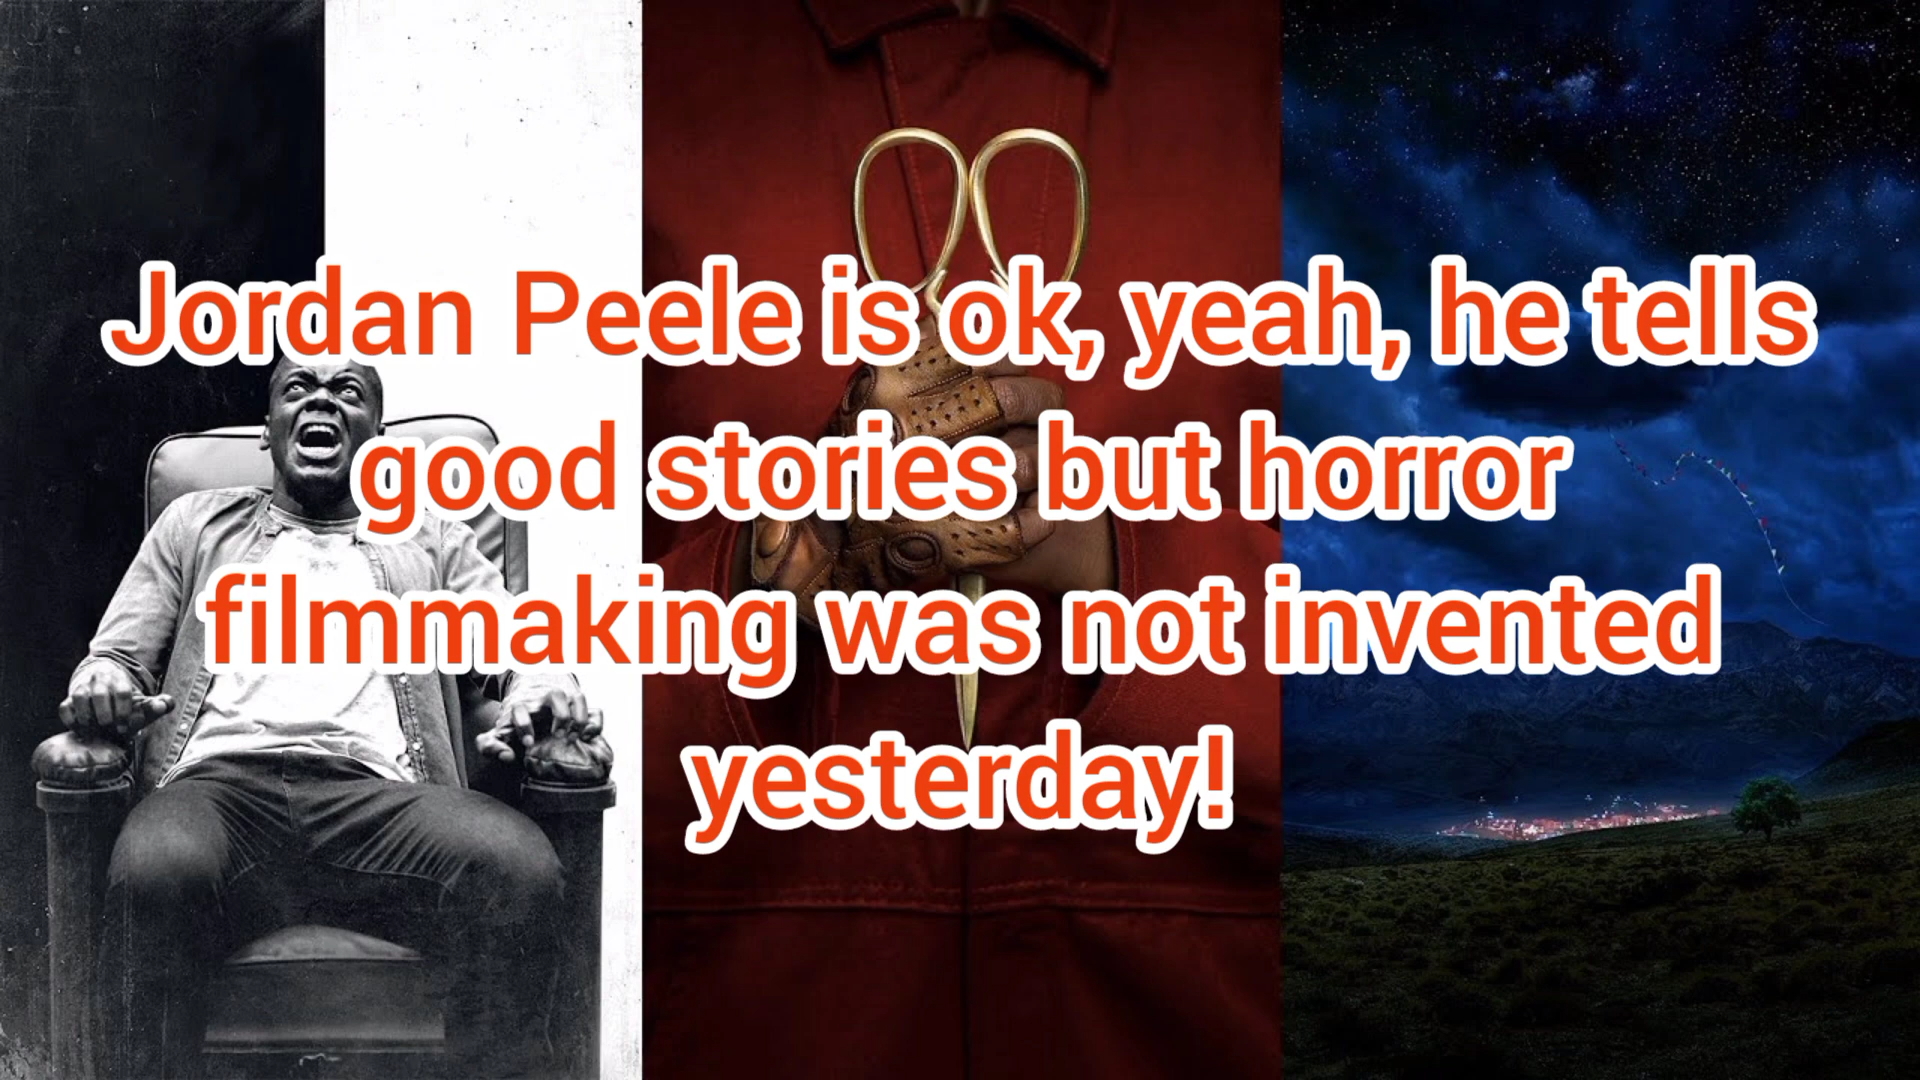 Jordan Peele is ok, yeah, he tells
good stories but horror
filmmaking was not invented
yesterday!